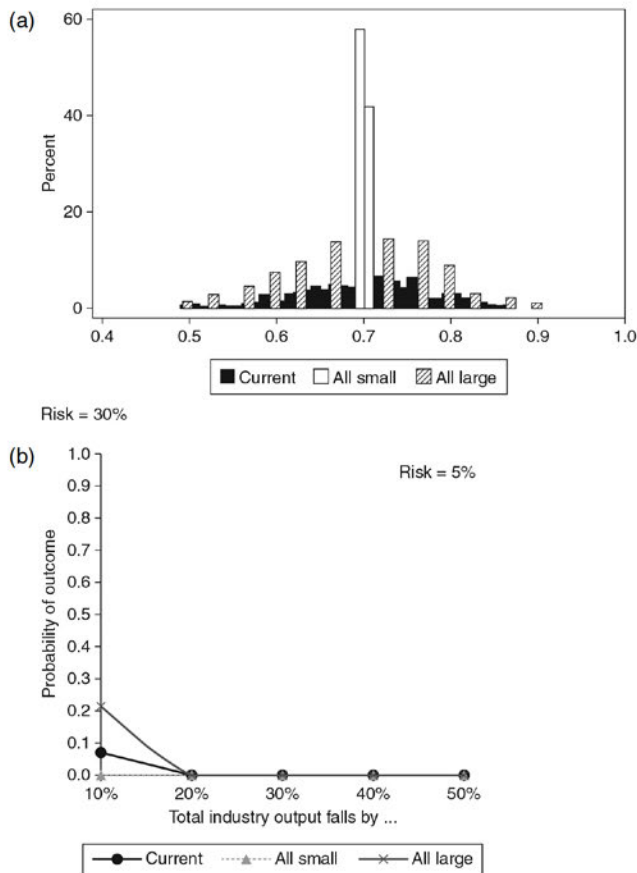 (a)
60
40
20
0
Percent
0.4 0.5 0.6 0.7 0.8 0.9 1.0
Current All small All large
Risk = 30%
(b)
Risk = 5%
1.0
0.9
0.8
0.7
0.6
0.5
0.4
0.3
0.2
0.1
0.0
Probability of outcome
10% 20% 30% 40% 50%
Total industry output falls by ...
Current All small All large